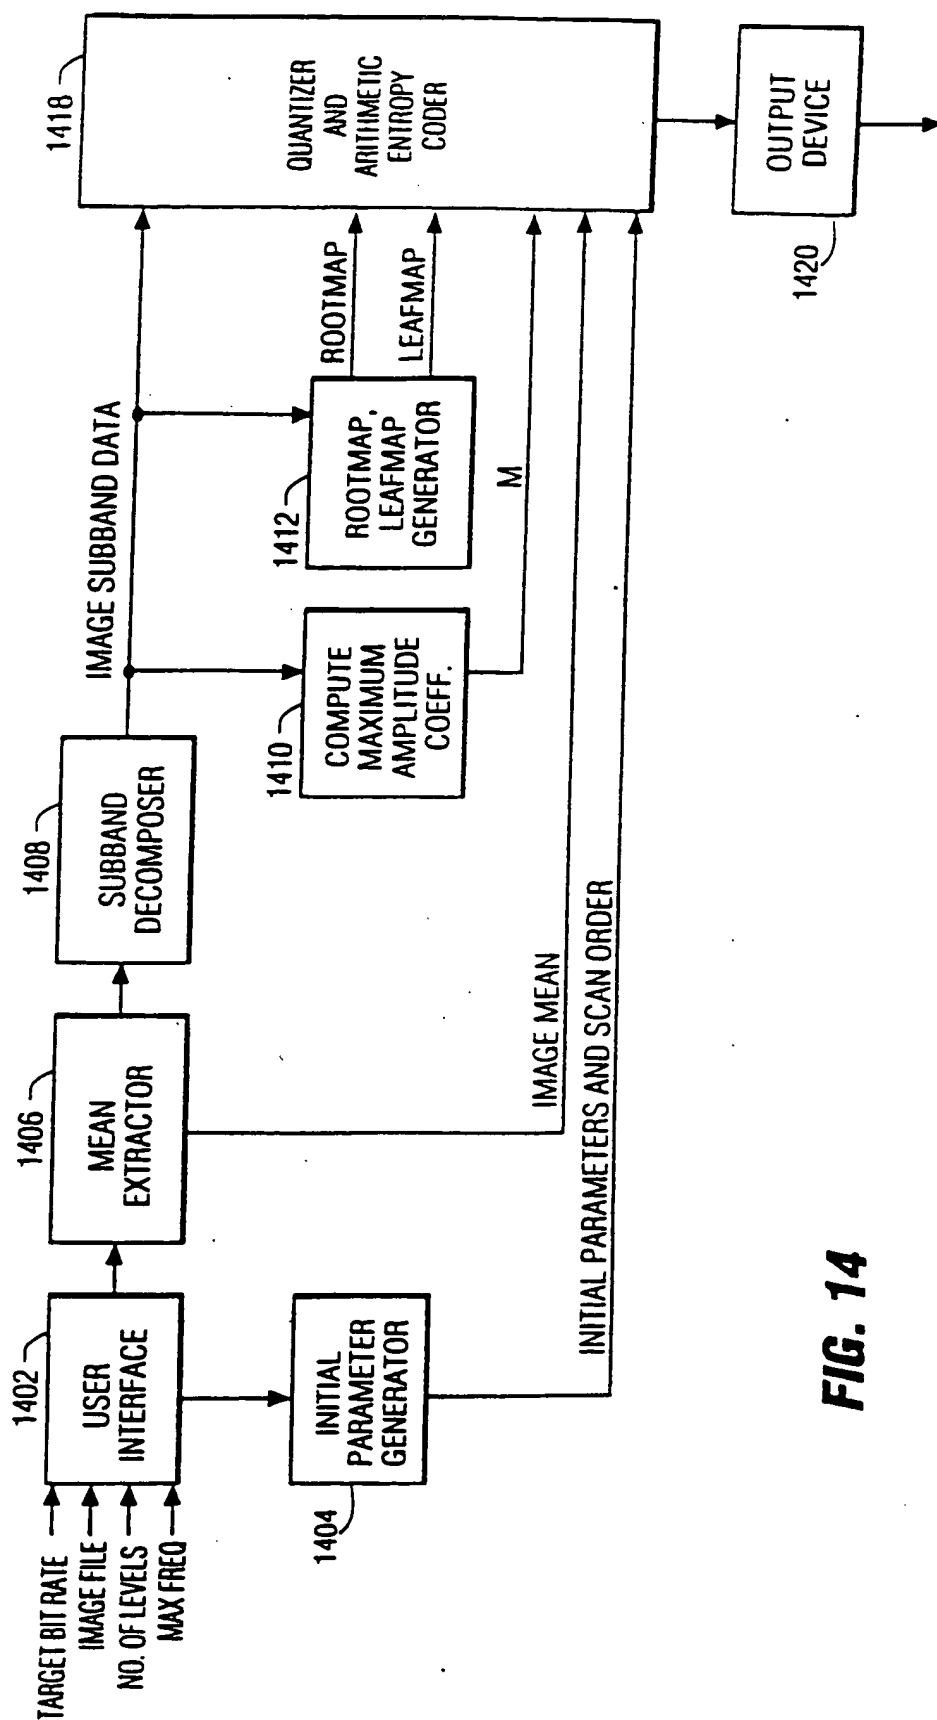 TARGET BIT RATE
IMAGE FILE
NO. OF LEVELS
MAX FREQ
1402
USER
INTERFACE
1404
INITIAL
PARAMETER
GENERATOR
1406
MEAN
EXTRACTOR
1408
SUBBAND
DECOMPOSER
IMAGE SUBBAND DATA
1410
COMPUTE
MAXIMUM
AMPLITUDE
COEFF.
1412
ROOTMAP,
LEAFMAP
GENERATOR
ROOTMAP
LEAFMAP
M
IMAGE MEAN
INITIAL PARAMETERS AND SCAN ORDER
1418
QUANTIZER
AND
ARITHMETIC
ENTROPY
CODER
OUTPUT
DEVICE
1420
FIG. 14